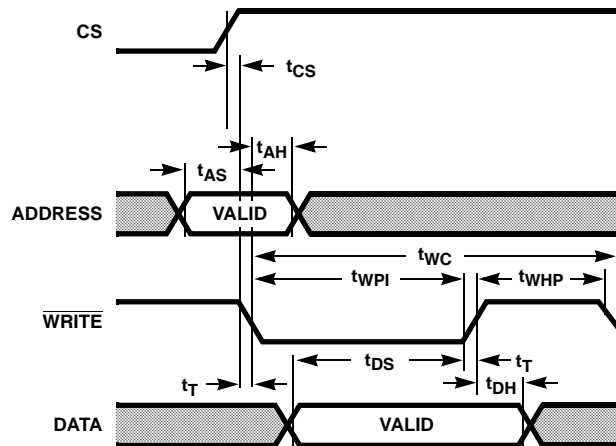 CS
tCS
tAH
tAS
ADDRESS
VALID
tWC
tWPI
tWHP
WRITE
tDS
tT
tT
tDH
DATA
VALID